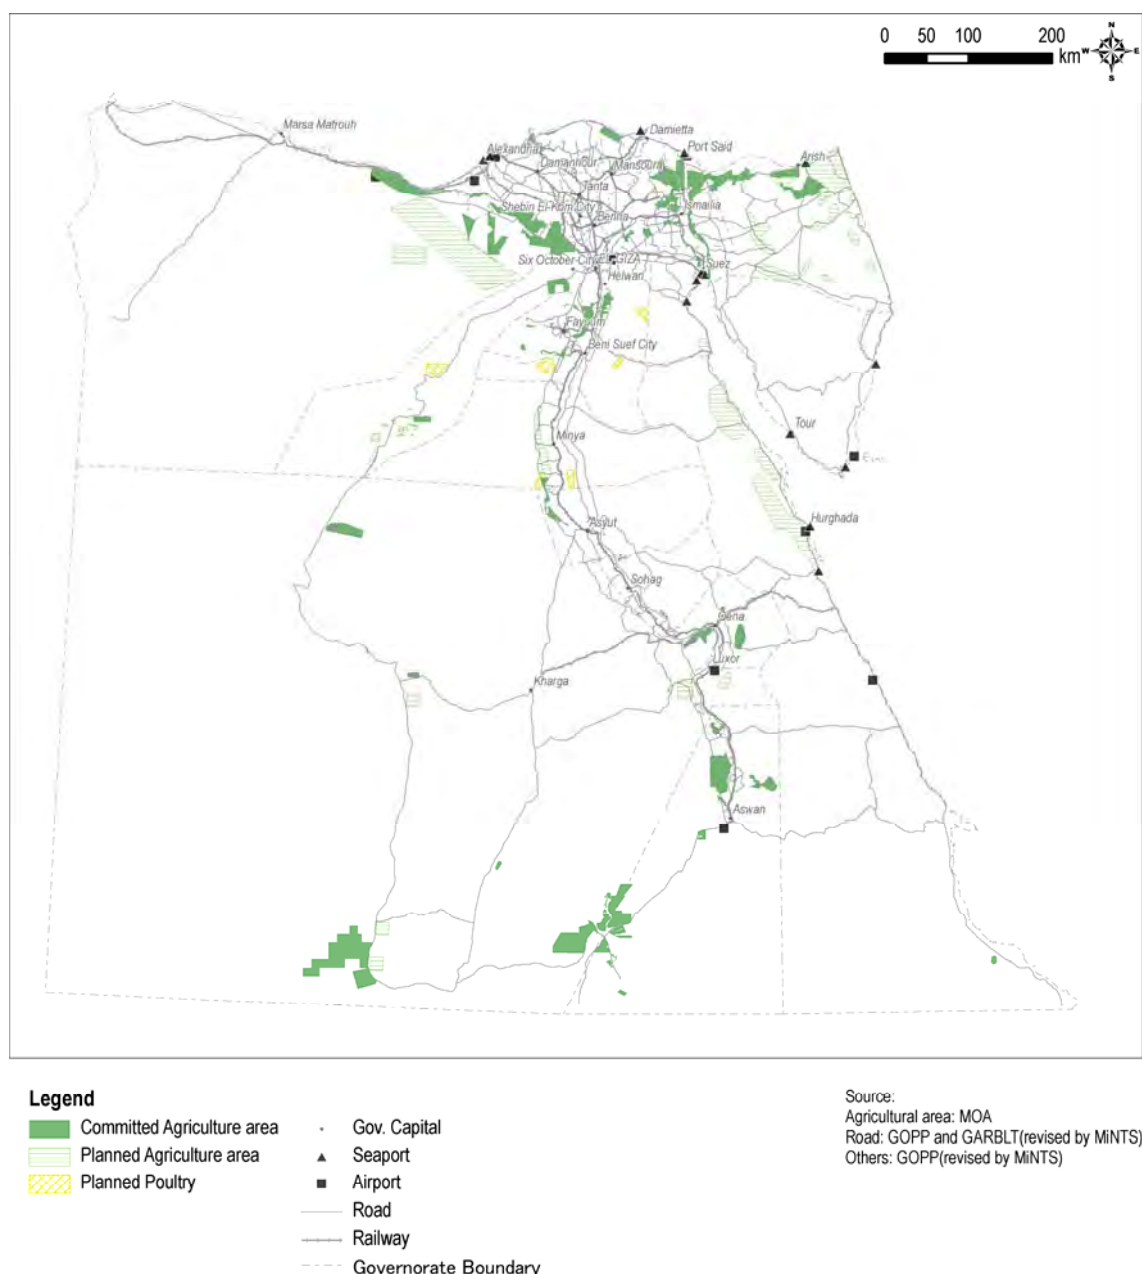 N
0 50 100 200
km W E
S
Marsa Matrouh
Damietta
Alexandria
Port Said
Damanhour
Mansoura
Arish
Tanta
Shebin El-Kom City
Benha
Ismailia
Six October City
GIZA
Suez
Helwan
Fayoum
Beni Suef City
Tour
Minya
Hurghada
Asyut
Sohag
Qena
Luxor
Kharga
Aswan
Legend
Committed Agriculture area
Planned Agriculture area
Planned Poultry
Gov. Capital
Seaport
Airport
Road
Railway
Governorate Boundary
Source:
Agricultural area: MOA
Road: GOPP and GARBLT(revised by MiNTS)
Others: GOPP(revised by MiNTS)